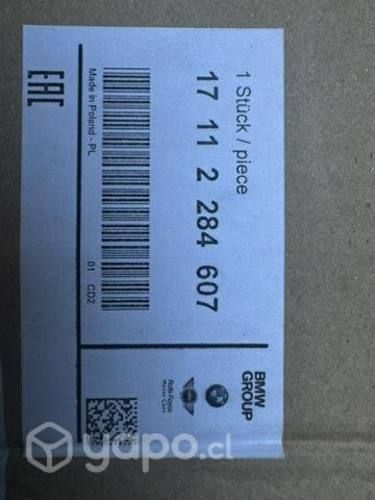 1 Stück / piece
17 11 2 284 607
Made in Poland - PL
01 CD2
EAC
BMW
GROUP
Rolls-Royce
Motor Cars
yapo.cl